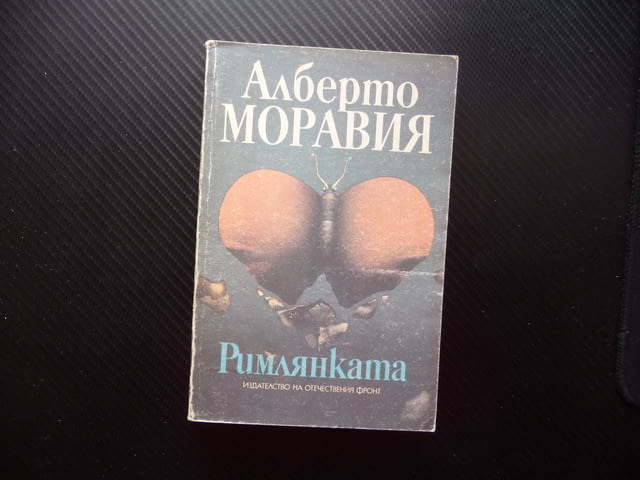 Алберто
МОРАВИЯ
Римлянката
ИЗДАТЕЛСТВО НА ОТЕЧЕСТВЕНИЯ ФРОНТ